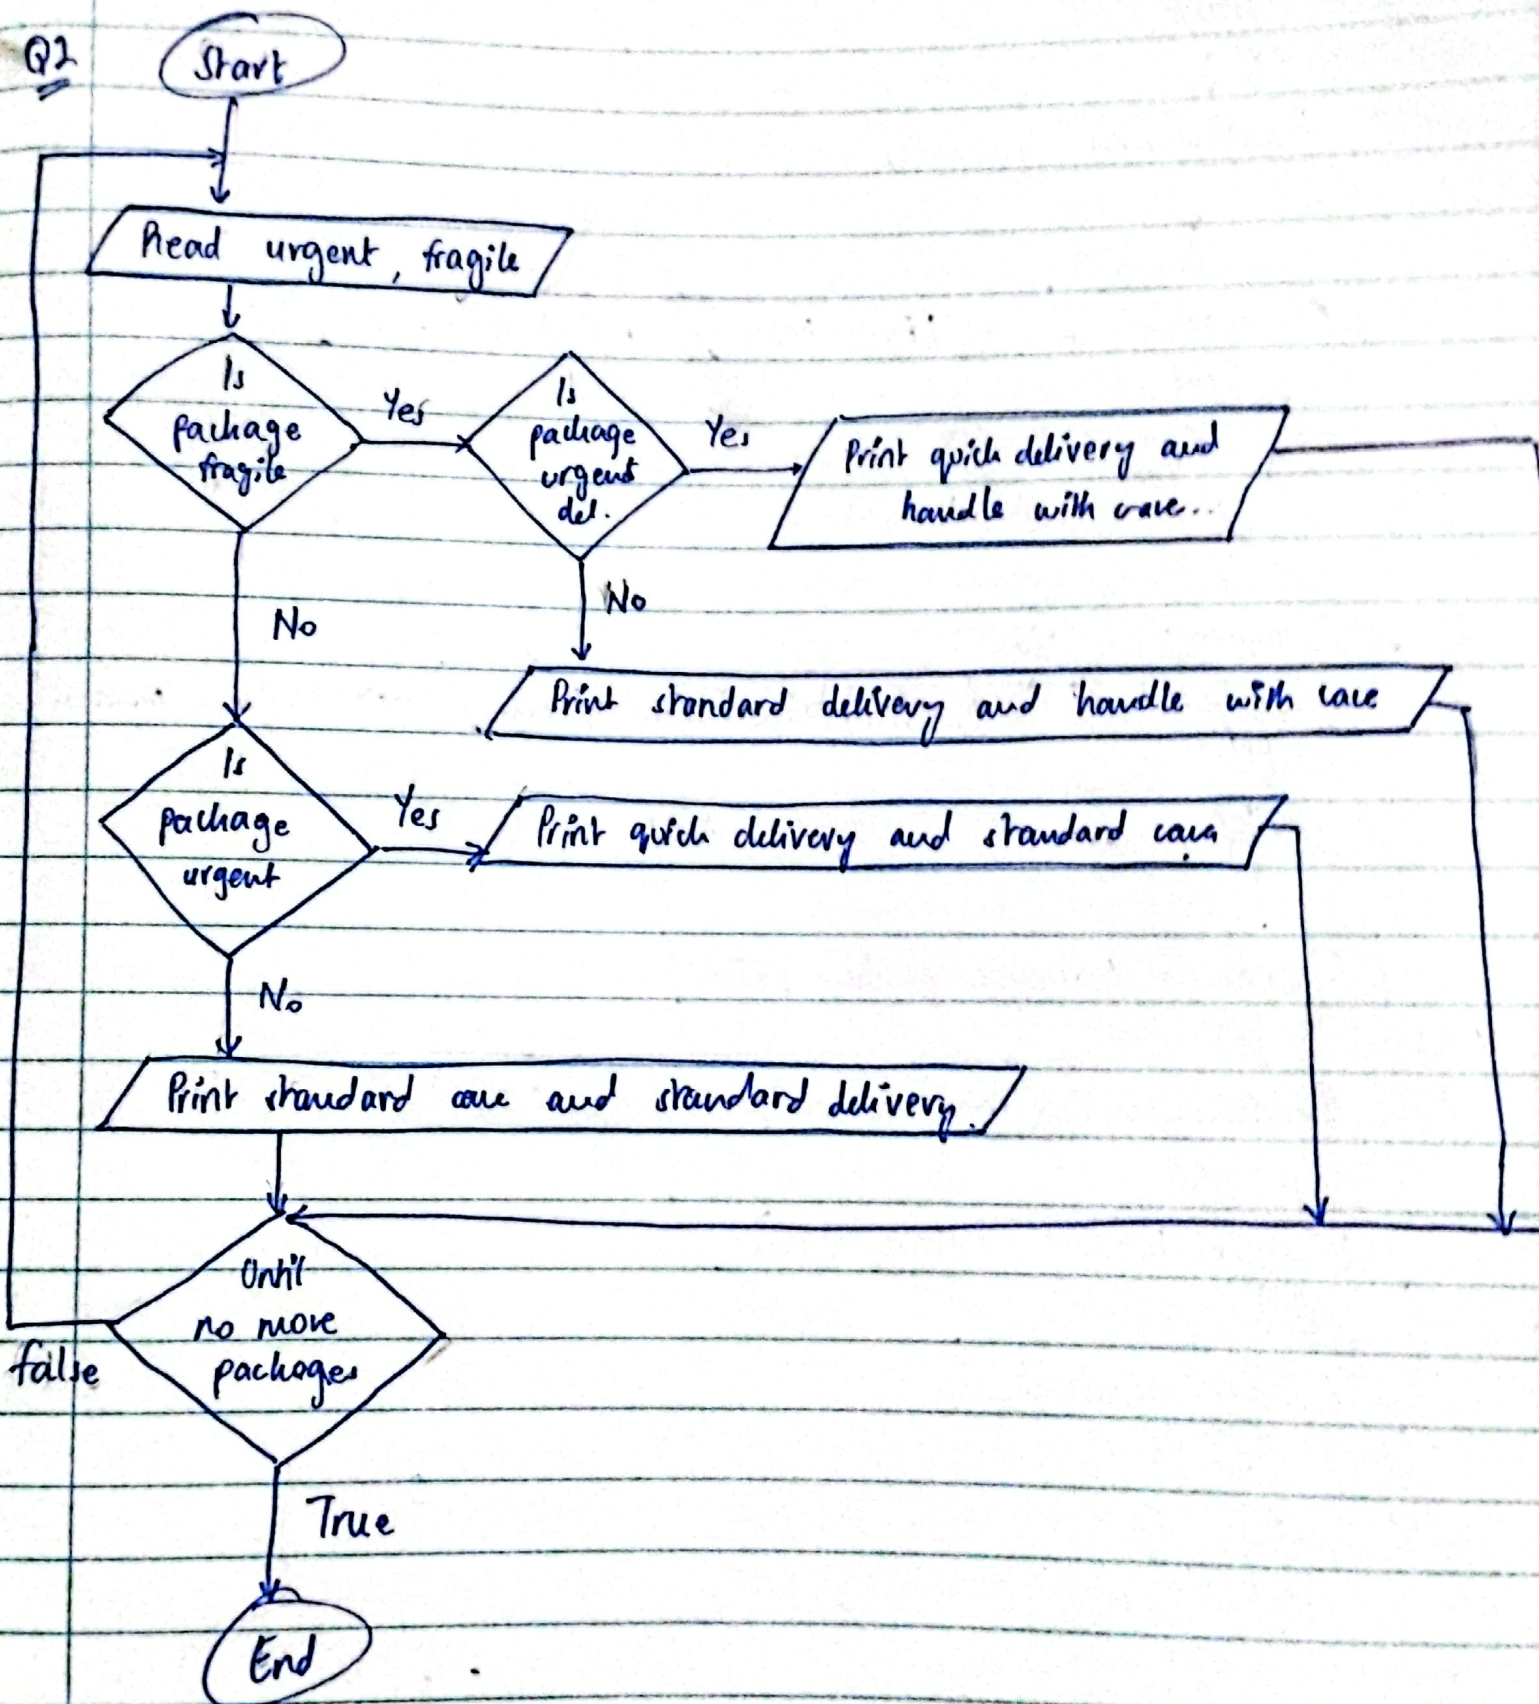 Q2
Start
Read urgent, fragile
Is
package
fragile
Yes
Is
package
urgent
del.
Yes
Print quick delivery and
handle with care..
No
No
Print standard delivery and handle with care
Is
package
urgent
Yes
Print quick delivery and standard care
No
Print standard care and standard delivery.
Until
no more
packages
false
True
End